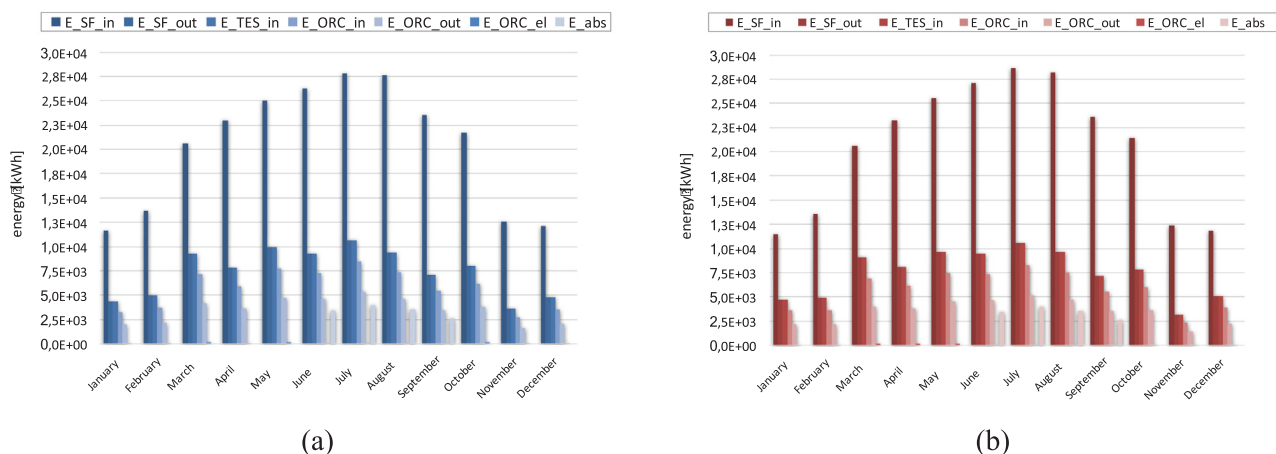 E_SF_in E_SF_out E_TES_in E_ORC_in E_ORC_out E_ORC_el E_abs
3,0E+04
2,8E+04
2,5E+04
2,3E+04
2,0E+04
1,8E+04
1,5E+04
1,3E+04
1,0E+04
7,5E+03
5,0E+03
2,5E+03
0,0E+00
energy [kWh]
January February March April May June July August September October November December
(a)
E_SF_in E_SF_out E_TES_in E_ORC_in E_ORC_out E_ORC_el E_abs
3,0E+04
2,8E+04
2,5E+04
2,3E+04
2,0E+04
1,8E+04
1,5E+04
1,3E+04
1,0E+04
7,5E+03
5,0E+03
2,5E+03
0,0E+00
energy [kWh]
January February March April May June July August September October November December
(b)